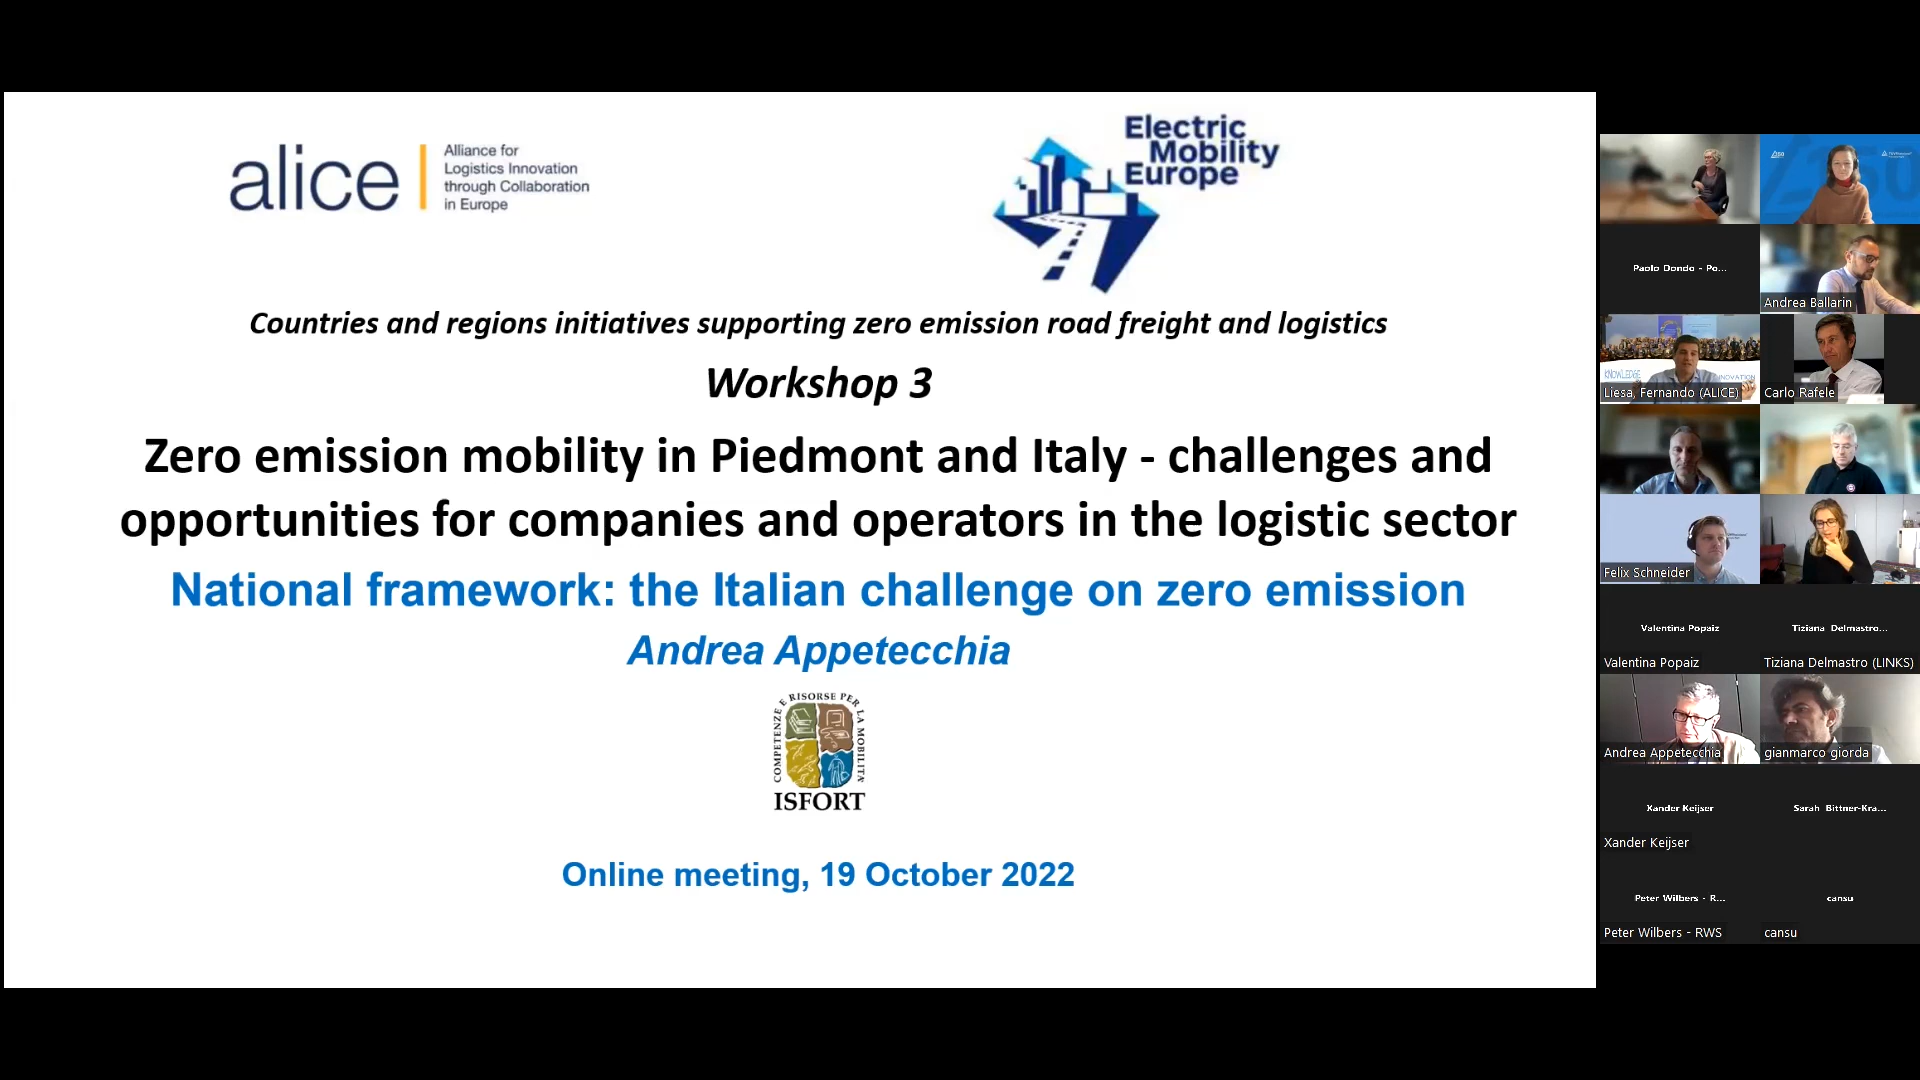 alice
Alliance for
Logistics Innovation
through Collaboration
in Europe
Electric
Mobility
Europe
Countries and regions initiatives supporting zero emission road freight and logistics
Workshop 3
Zero emission mobility in Piedmont and Italy - challenges and
opportunities for companies and operators in the logistic sector
National framework: the Italian challenge on zero emission
Andrea Appetecchia
COMPETENZE E RISORSE PER LA MOBILITÀ
ISFORT
Online meeting, 19 October 2022
Paolo Dondo - Po...
Andrea Ballarin
KNOWLEDGE
INNOVATION
Liesa, Fernando (ALICE)
Carlo Rafele
Felix Schneider
Valentina Popaiz
Valentina Popaiz
Tiziana Delmastro...
Tiziana Delmastro (LINKS)
Andrea Appetecchia
gianmarco giorda
Xander Keijser
Xander Keijser
Sarah Bittner-Kra...
Peter Wilbers - R...
Peter Wilbers - RWS
cansu
cansu